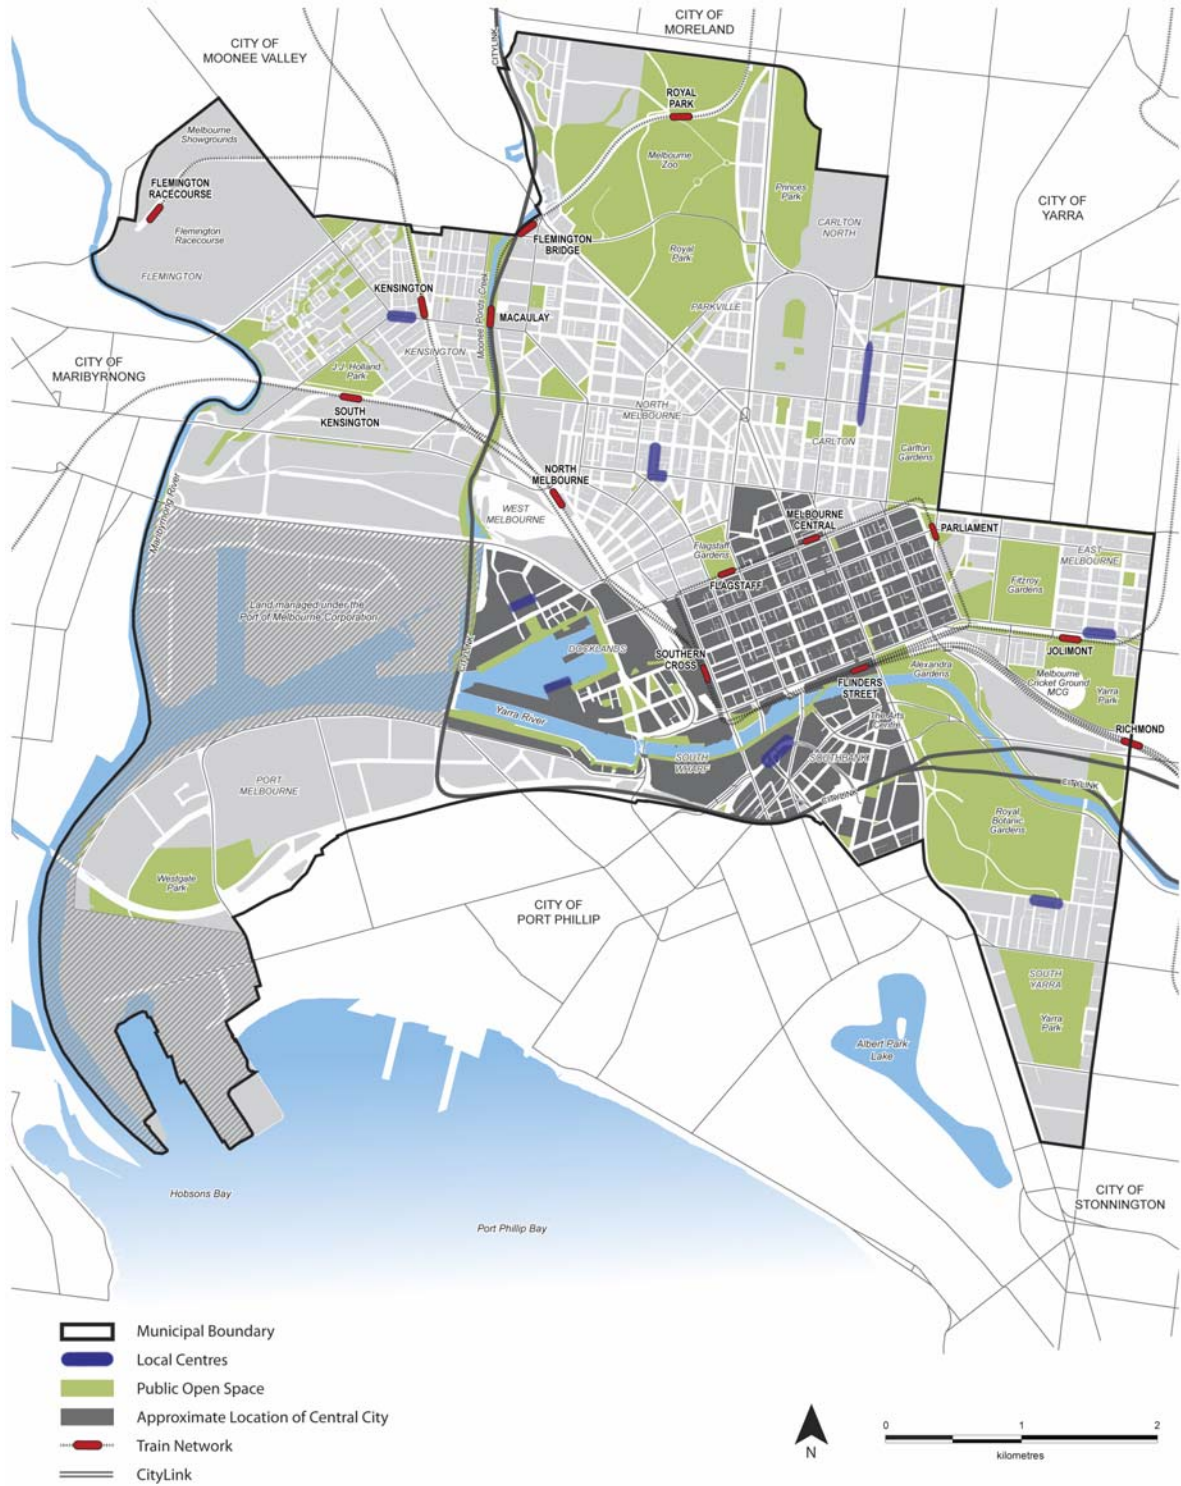 CITY OF
MORELAND
CITYLINK
CITY OF
MOONEE VALLEY
ROYAL
PARK
Melbourne
Showgrounds
Melbourne
Zoo
FLEMINGTON
RACECOURSE
Princes
Park
CITY OF
YARRA
Flemington
Racecourse
CARLTON
NORTH
FLEMINGTON
BRIDGE
Royal
Park
FLEMINGTON
KENSINGTON
Moonee Ponds Creek
MACAULAY
PARKVILLE
CITY OF
MARIBYRNONG
KENSINGTON
J.J. Holland
Park
SOUTH
KENSINGTON
NORTH
MELBOURNE
CARLTON
Carlton
Gardens
NORTH
MELBOURNE
Maribyrnong River
WEST
MELBOURNE
MELBOURNE
CENTRAL
PARLIAMENT
Flagstaff
Gardens
EAST
MELBOURNE
FLAGSTAFF
Fitzroy
Gardens
Land managed under the
Port of Melbourne Corporation
CITYLINK
DOCKLANDS
SOUTHERN
CROSS
JOLIMONT
Alexandra
Gardens
Melbourne
Cricket Ground
MCG
FLINDERS
STREET
Yarra
Park
Yarra River
The Arts
Centre
RICHMOND
SOUTH
WHARF
SOUTHBANK
PORT
MELBOURNE
CITYLINK
CITYLINK
Royal
Botanic
Gardens
Westgate
Park
CITY OF
PORT PHILLIP
SOUTH
YARRA
Yarra
Park
Albert Park
Lake
Hobsons Bay
CITY OF
STONNINGTON
Port Phillip Bay
Municipal Boundary
Local Centres
Public Open Space
Approximate Location of Central City
Train Network
CityLink
N
0 1 2
kilometres